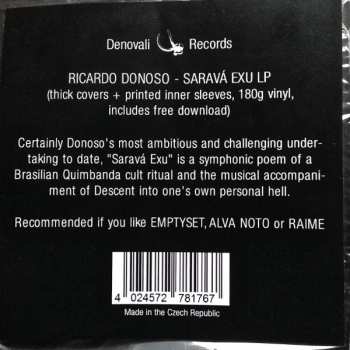 Denovali Records
RICARDO DONOSO - SARAVÁ EXU LP
(thick covers + printed inner sleeves, 180g vinyl,
includes free download)
Certainly Donoso's most ambitious and challenging under-
taking to date, "Saravá Exu" is a symphonic poem of a
Brasilian Quimbanda cult ritual and the musical accompani-
ment of Descent into one's own personal hell.
Recommended if you like EMPTYSET, ALVA NOTO or RAIME
4 024572 781767
Made in the Czech Republic